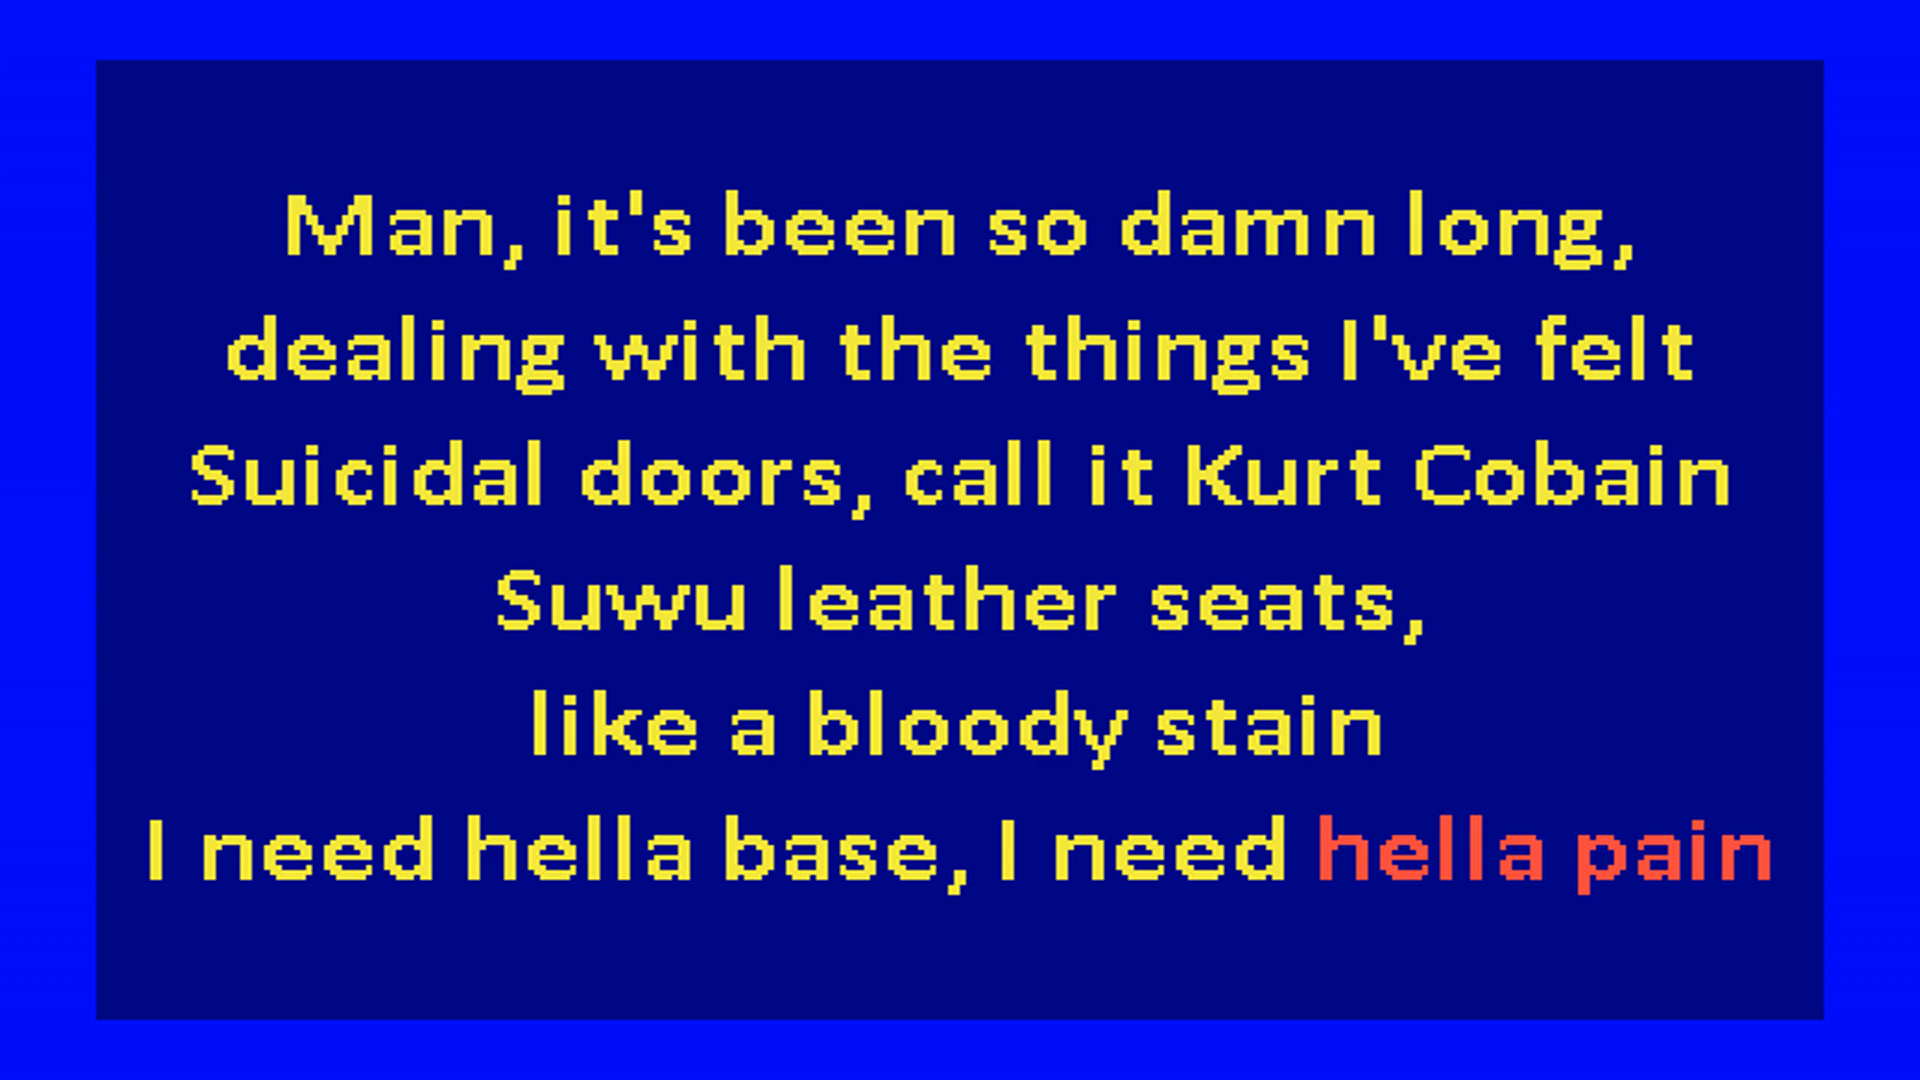 Man, it's been so damn long,
dealing with the things I've felt
Suicidal doors, call it Kurt Cobain
Suwu leather seats,
like a bloody stain
I need hella base, I need hella pain